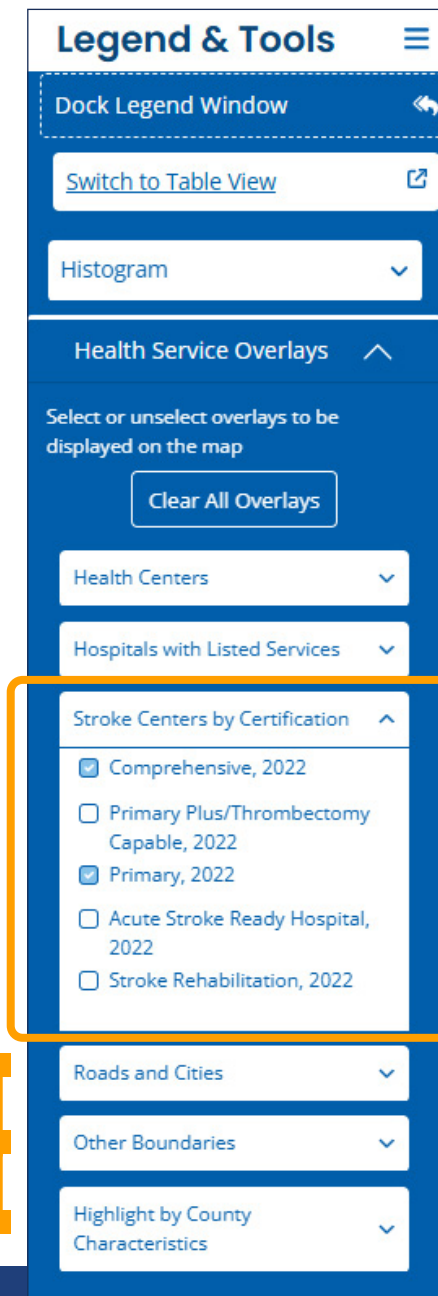 Legend & Tools
Dock Legend Window
Switch to Table View
Histogram
Health Service Overlays
Select or unselect overlays to be
displayed on the map
Clear All Overlays
Health Centers
Hospitals with Listed Services
Stroke Centers by Certification
Comprehensive, 2022
Primary Plus/Thrombectomy
Capable, 2022
Primary, 2022
Acute Stroke Ready Hospital,
2022
Stroke Rehabilitation, 2022
Roads and Cities
Other Boundaries
Highlight by County
Characteristics